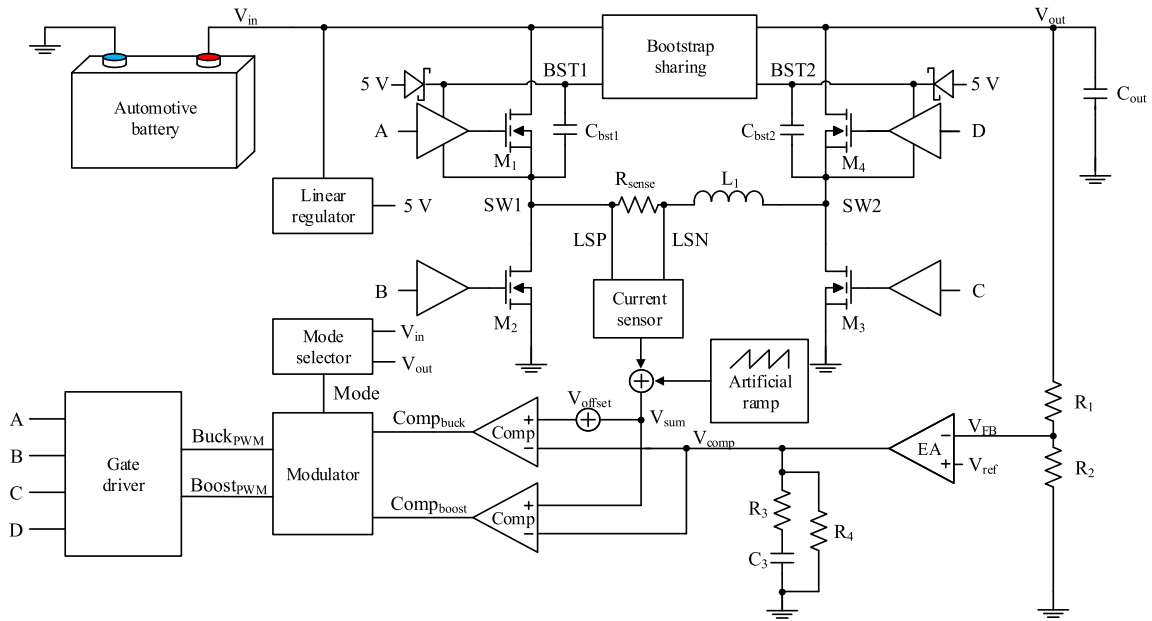 V_in
V_out
Bootstrap
sharing
BST1
BST2
5 V
5 V
Automotive
battery
A
C_bst1
C_bst2
D
C_out
M_1
M_4
Linear
regulator
5 V
SW1
R_sense
L_1
SW2
LSP
LSN
B
Current
sensor
C
M_2
M_3
Mode
selector
V_in
V_out
Artificial
ramp
Mode
V_offset
V_sum
R_1
A
B
C
D
Gate
driver
Buck_PWM
Boost_PWM
Modulator
Comp_buck
Comp
+
−
V_comp
EA
−
+
V_FB
V_ref
R_2
Comp_boost
Comp
+
−
R_3
R_4
C_3